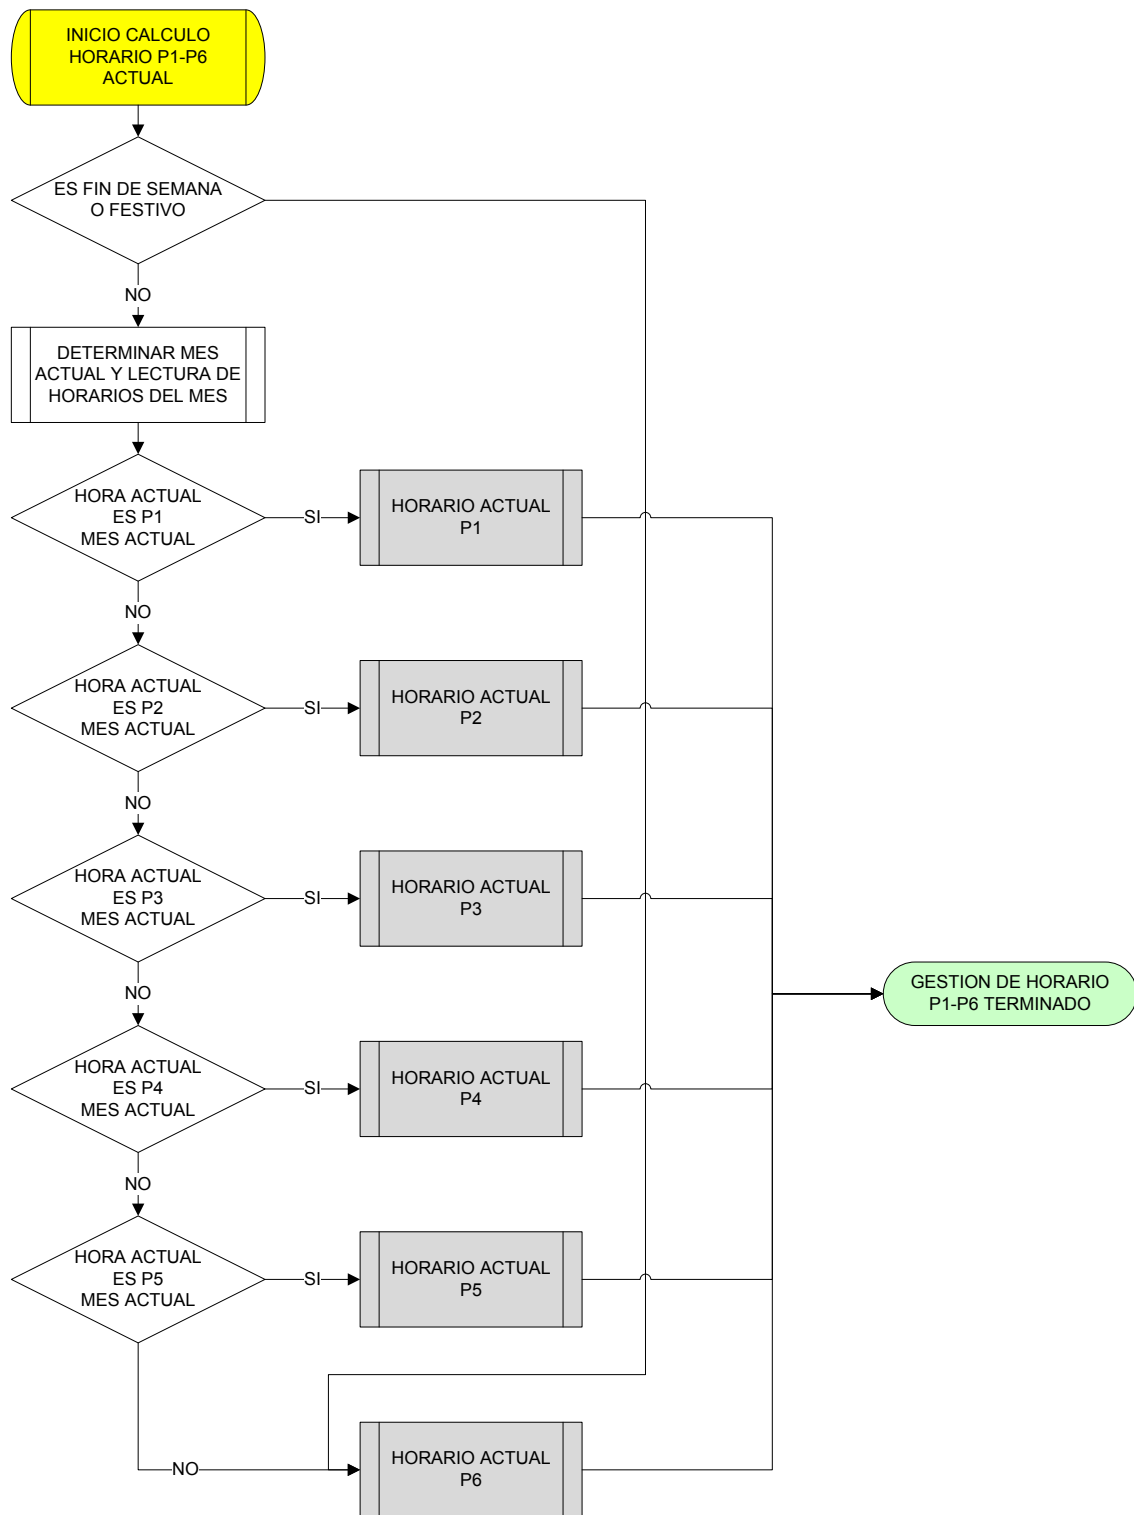 INICIO CALCULO
HORARIO P1-P6
ACTUAL
ES FIN DE SEMANA
O FESTIVO
NO
DETERMINAR MES
ACTUAL Y LECTURA DE
HORARIOS DEL MES
HORA ACTUAL
ES P1
MES ACTUAL
SI
HORARIO ACTUAL
P1
NO
HORA ACTUAL
ES P2
MES ACTUAL
SI
HORARIO ACTUAL
P2
NO
HORA ACTUAL
ES P3
MES ACTUAL
SI
HORARIO ACTUAL
P3
NO
GESTION DE HORARIO
P1-P6 TERMINADO
HORA ACTUAL
ES P4
MES ACTUAL
SI
HORARIO ACTUAL
P4
NO
HORA ACTUAL
ES P5
MES ACTUAL
SI
HORARIO ACTUAL
P5
NO
HORARIO ACTUAL
P6